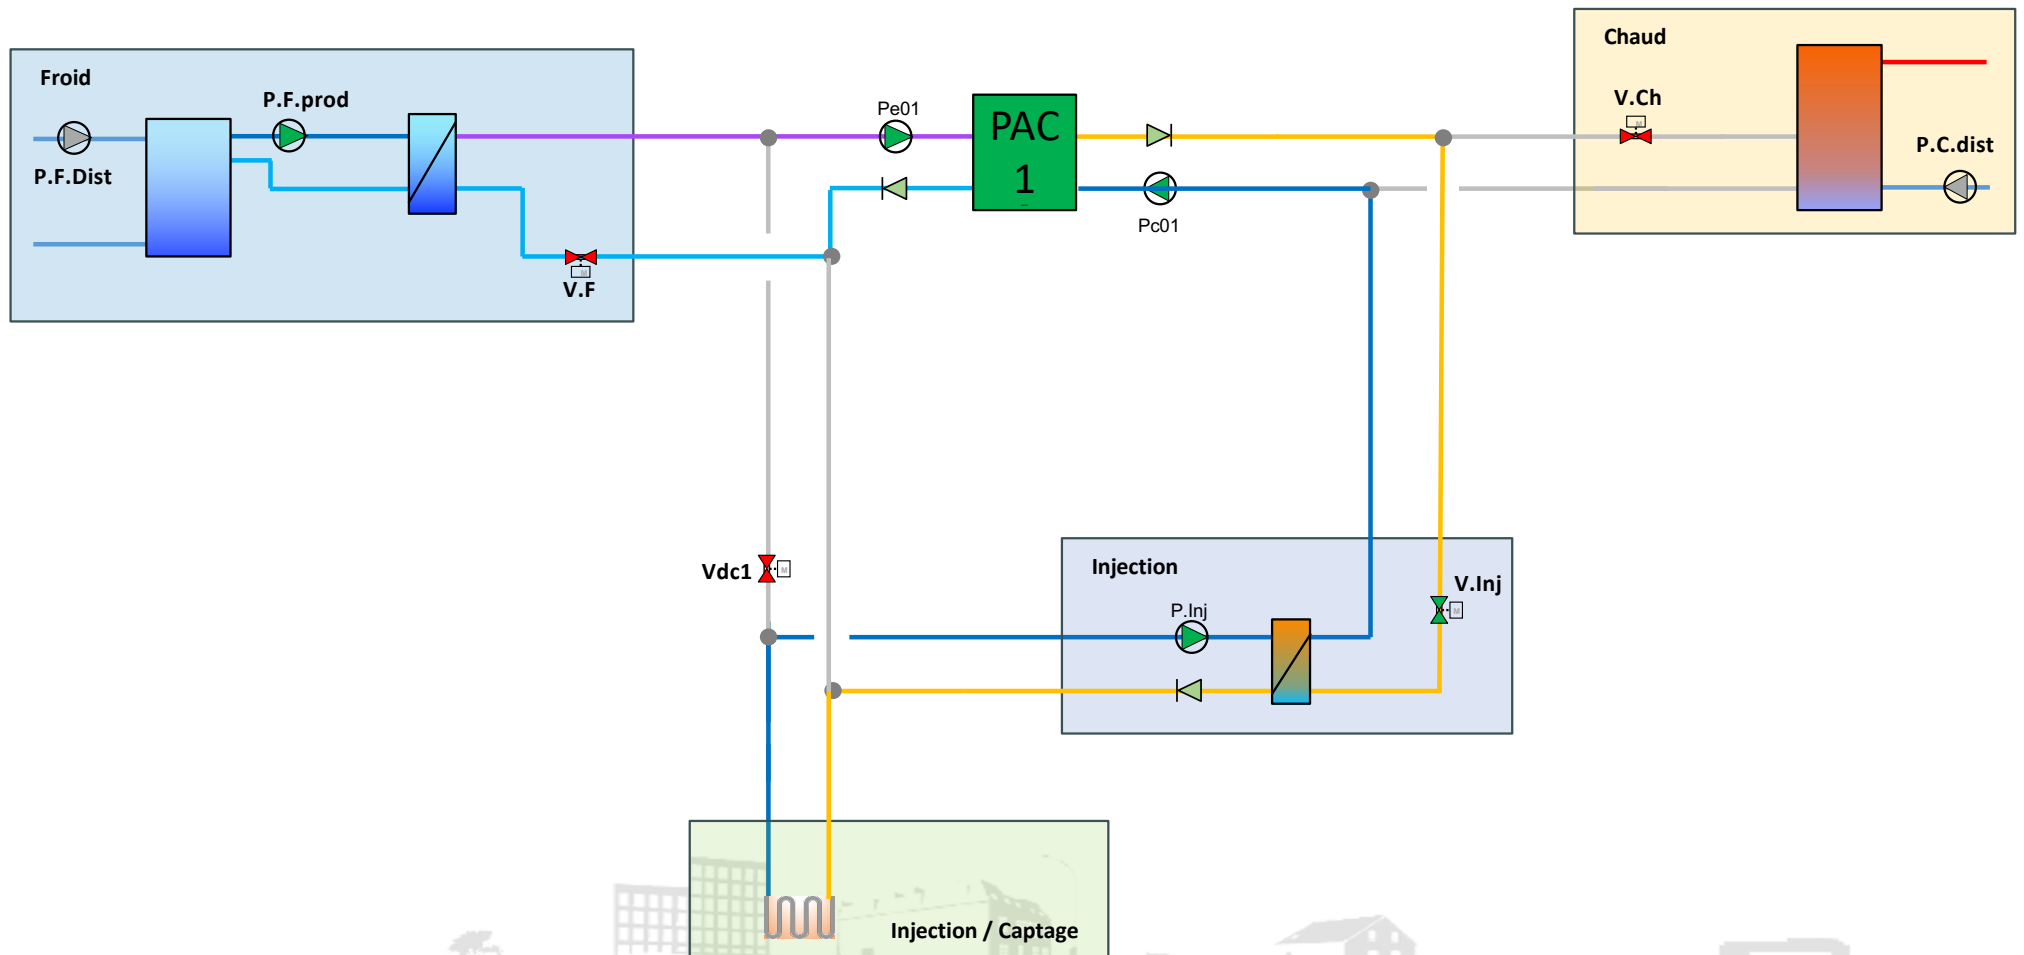 Froid
P.F.prod
P.F.Dist
V.F
Pe01
PAC
1
Pc01
Chaud
V.Ch
M
P.C.dist
M
Vdc1
M
Injection
P.Inj
V.Inj
M
Injection / Captage